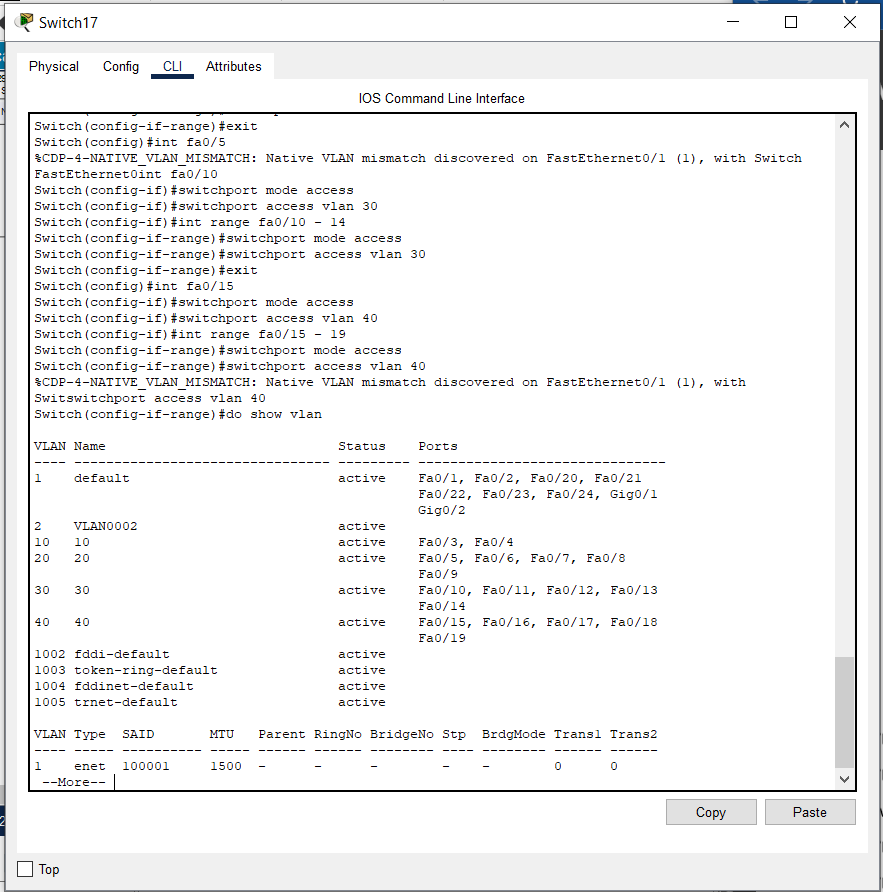 Switch17
Physical Config CLI Attributes
IOS Command Line Interface
Switch(config-if-range)#exit
Switch(config)#int fa0/5
%CDP-4-NATIVE_VLAN_MISMATCH: Native VLAN mismatch discovered on FastEthernet0/1 (1), with Switch
FastEthernet0int fa0/10
Switch(config-if)#switchport mode access
Switch(config-if)#switchport access vlan 30
Switch(config-if)#int range fa0/10 - 14
Switch(config-if-range)#switchport mode access
Switch(config-if-range)#switchport access vlan 30
Switch(config-if-range)#exit
Switch(config)#int fa0/15
Switch(config-if)#switchport mode access
Switch(config-if)#switchport access vlan 40
Switch(config-if)#int range fa0/15 - 19
Switch(config-if-range)#switchport mode access
Switch(config-if-range)#switchport access vlan 40
%CDP-4-NATIVE_VLAN_MISMATCH: Native VLAN mismatch discovered on FastEthernet0/1 (1), with
Switswitchport access vlan 40
Switch(config-if-range)#do show vlan
VLAN Name Status Ports
---- -------------------------------- --------- -------------------------------
1 default active Fa0/1, Fa0/2, Fa0/20, Fa0/21
Fa0/22, Fa0/23, Fa0/24, Gig0/1
Gig0/2
2 VLAN0002 active
10 10 active Fa0/3, Fa0/4
20 20 active Fa0/5, Fa0/6, Fa0/7, Fa0/8
Fa0/9
30 30 active Fa0/10, Fa0/11, Fa0/12, Fa0/13
Fa0/14
40 40 active Fa0/15, Fa0/16, Fa0/17, Fa0/18
Fa0/19
1002 fddi-default active
1003 token-ring-default active
1004 fddinet-default active
1005 trnet-default active
VLAN Type SAID MTU Parent RingNo BridgeNo Stp BrdgMode Trans1 Trans2
---- ----- ---------- ----- ------ ------ -------- ---- -------- ------ ------
1 enet 100001 1500 - - - - - 0 0
--More--
Copy Paste
Top